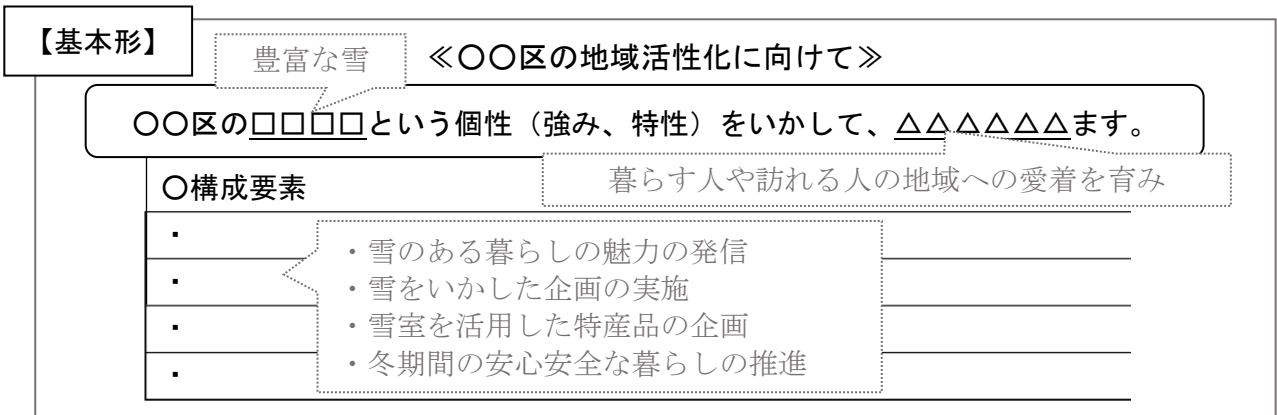 【基本形】
豊富な雪
≪〇〇区の地域活性化に向けて≫
〇〇区の□□□□という個性（強み、特性）をいかして、△△△△△△ます。
暮らす人や訪れる人の地域への愛着を育み
〇構成要素
・
・
・
・
・雪のある暮らしの魅力の発信
・雪をいかした企画の実施
・雪室を活用した特産品の企画
・冬期間の安心安全な暮らしの推進